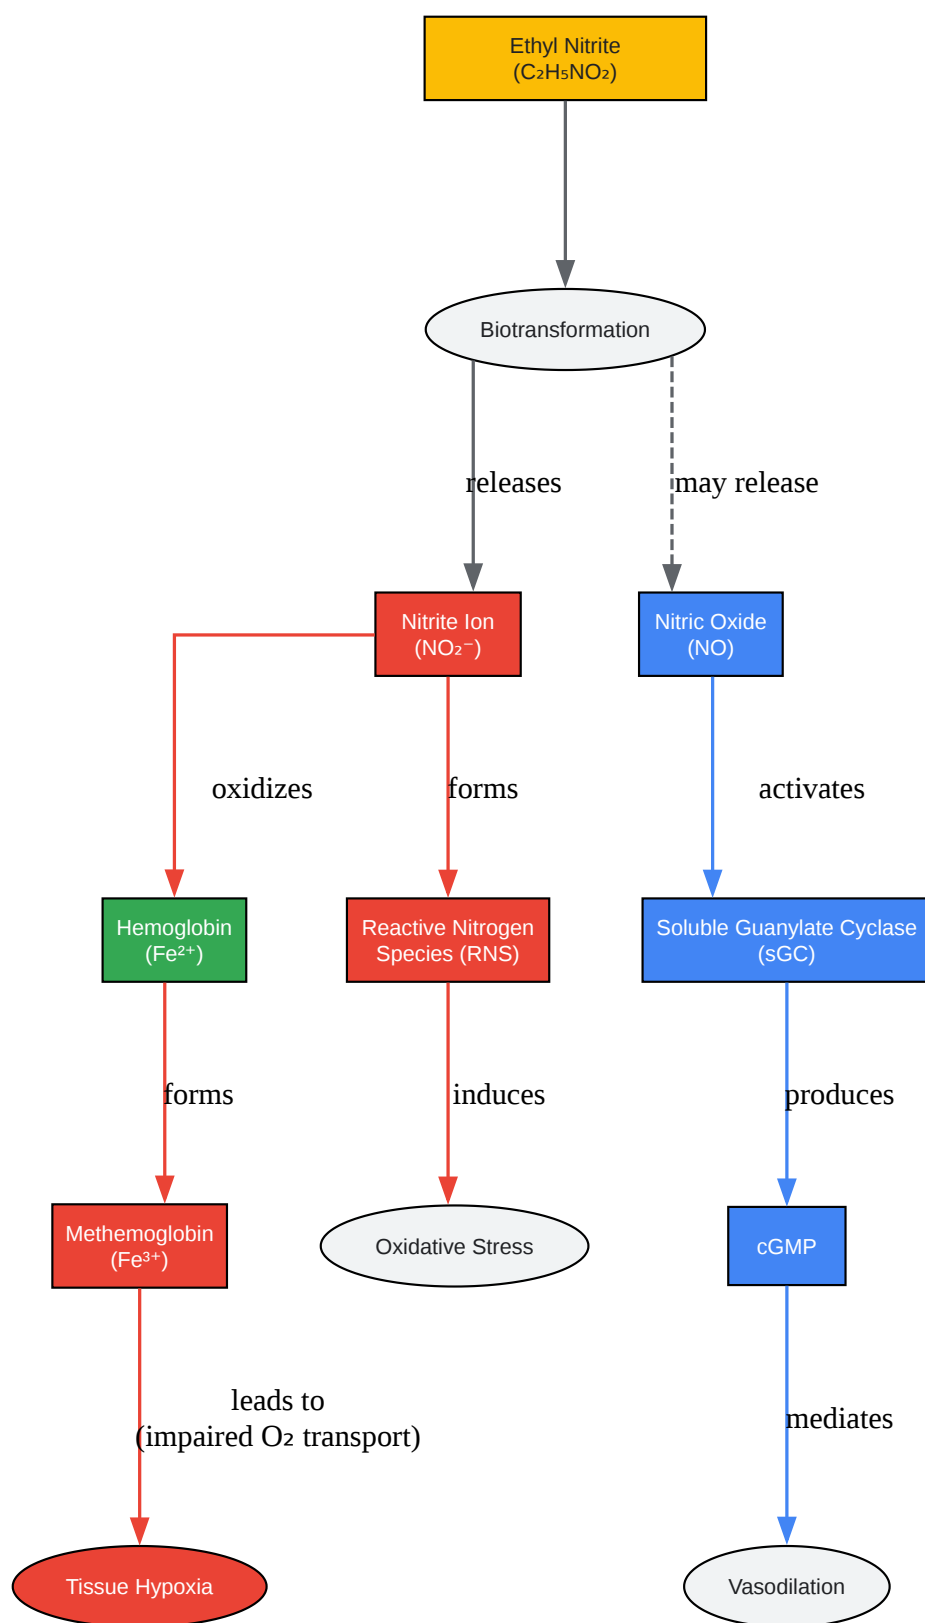 Ethyl Nitrite
(C₂H₅NO₂)
Biotransformation
releases
may release
Nitrite Ion
(NO₂⁻)
Nitric Oxide
(NO)
oxidizes
forms
activates
Hemoglobin
(Fe²⁺)
Reactive Nitrogen
Species (RNS)
Soluble Guanylate Cyclase
(sGC)
forms
induces
produces
Methemoglobin
(Fe³⁺)
Oxidative Stress
cGMP
leads to
(impaired O₂ transport)
mediates
Tissue Hypoxia
Vasodilation